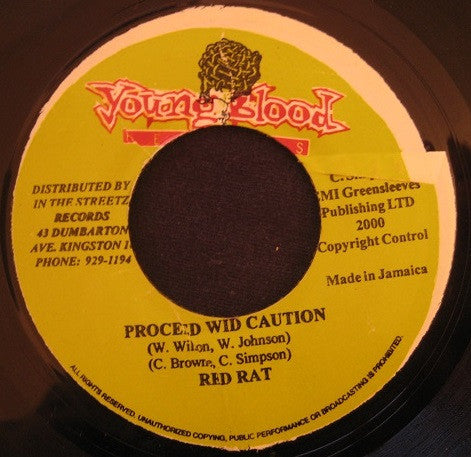 Young Blood
DISTRIBUTED BY
IN THE STREETZ
RECORDS
43 DUMBARTON
AVE. KINGSTON
PHONE: 929-1194
Greensleeves
Publishing LTD
2000
Copyright Control
Made in Jamaica
PROCEED WID CAUTION
(W. Wilson, W. Johnson)
(C. Browne, C. Simpson)
RED RAT
ALL RIGHTS RESERVED. UNAUTHORIZED COPYING, PUBLIC PERFORMANCE OR BROADCASTING IS PROHIBITED.